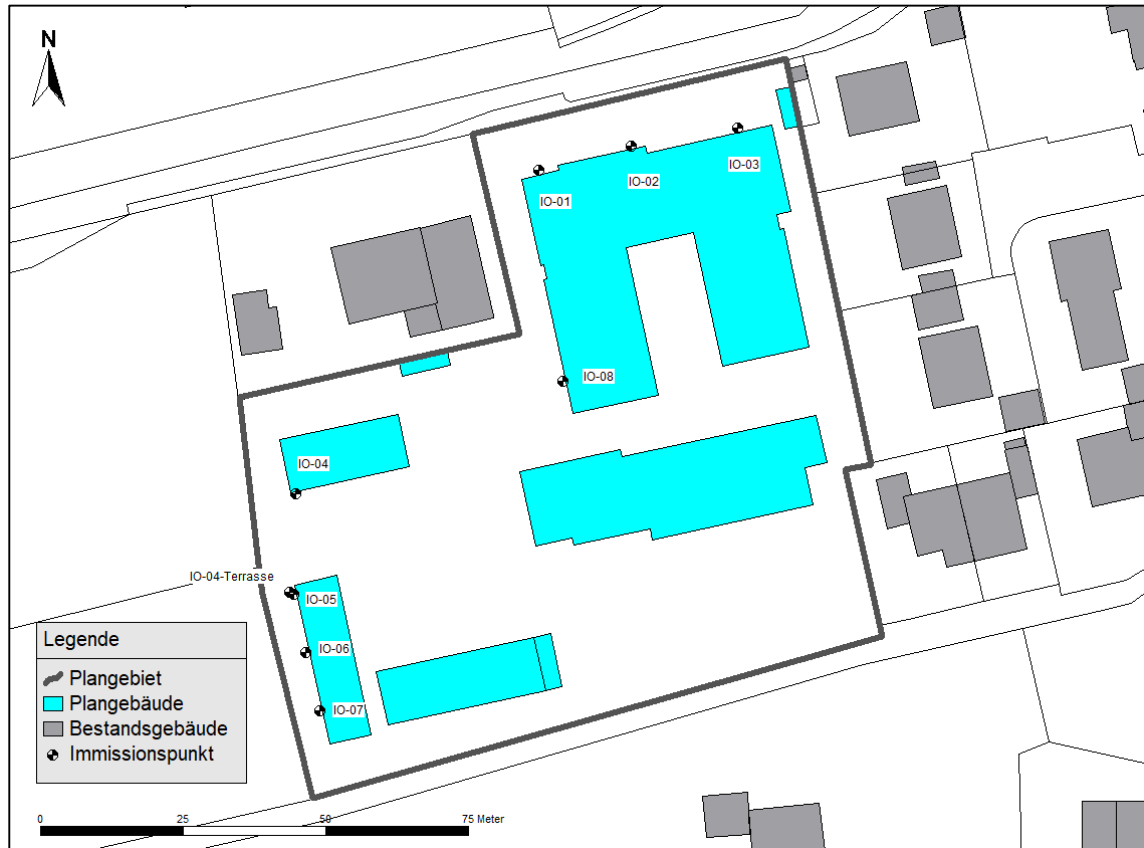 N
IO-03
IO-02
IO-01
IO-08
IO-04
IO-04-Terrasse
IO-05
IO-06
IO-07
Legende
Plangebiet
Plangebäude
Bestandsgebäude
Immissionspunkt
0 25 50 75 Meter